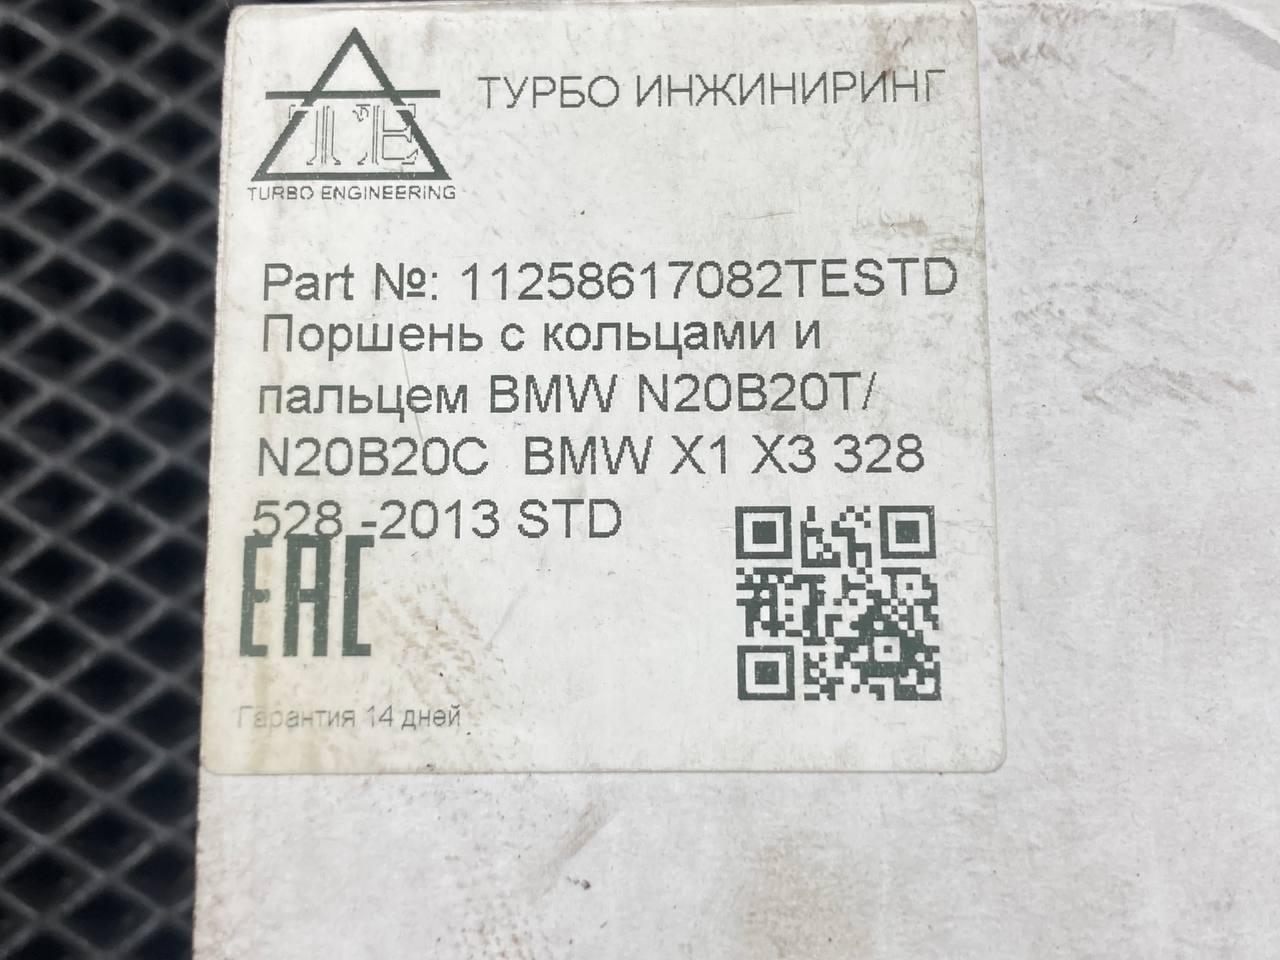 ТУРБО ИНЖИНИРИНГ
TE
TURBO ENGINEERING
Part №: 11258617082TESTD
Поршень с кольцами и
пальцем BMW N20B20T/
N20B20C BMW X1 X3 328
528 -2013 STD
EAC
Гарантия 14 дней